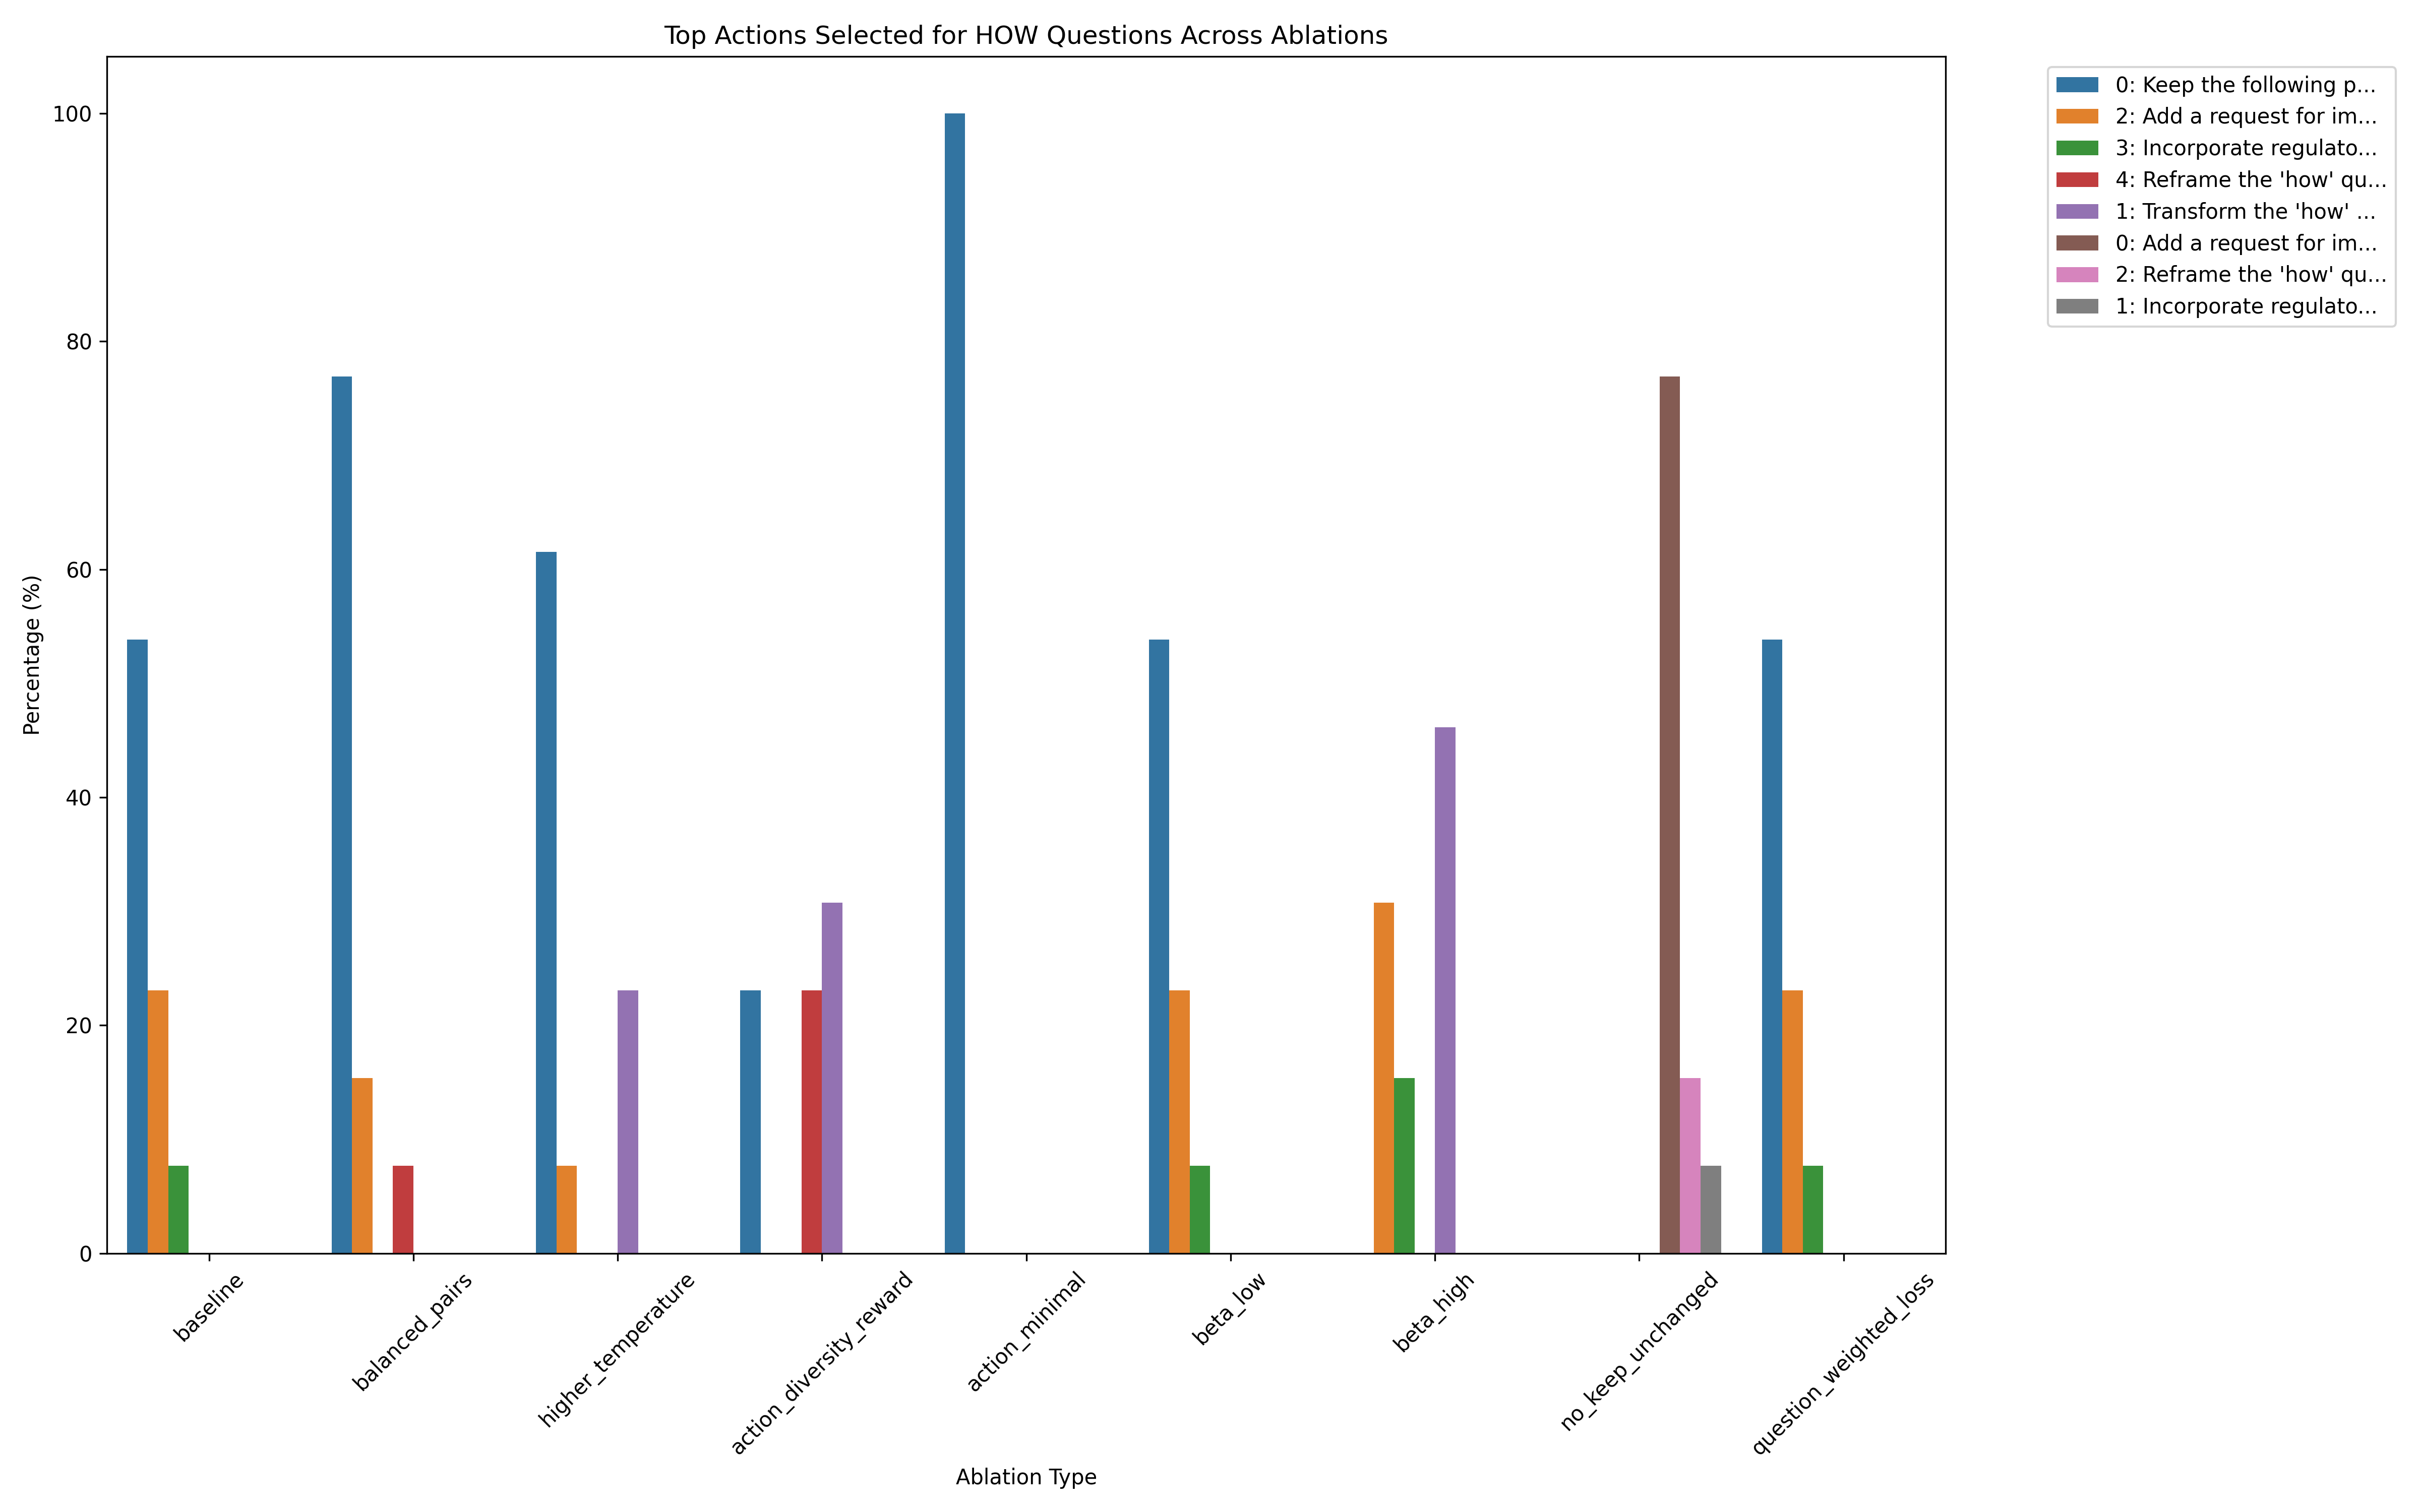 Top Actions Selected for HOW Questions Across Ablations
0: Keep the following p...
2: Add a request for im...
3: Incorporate regulato...
4: Reframe the 'how' qu...
1: Transform the 'how' ...
0: Add a request for im...
2: Reframe the 'how' qu...
1: Incorporate regulato...
Percentage (%)
100
80
60
40
20
0
baseline
balanced_pairs
higher_temperature
action_diversity_reward
action_minimal
beta_low
beta_high
no_keep_unchanged
question_weighted_loss
Ablation Type